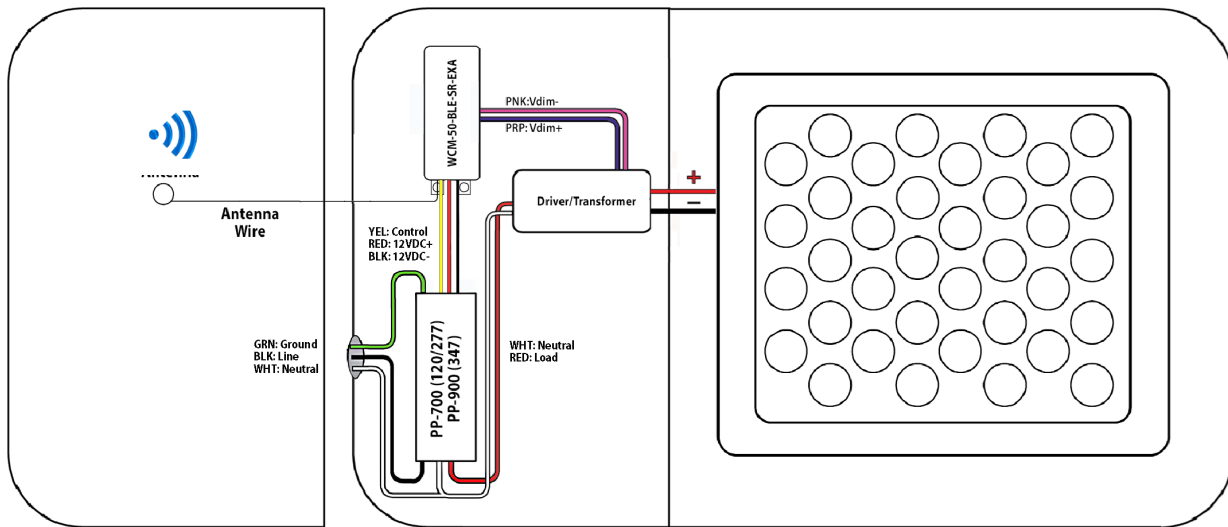 WCM-50-BLE-SR-EXA
PNK:Vdim-
PRP: Vdim+
Antenna
Antenna
Wire
Driver/Transformer
+
−
YEL: Control
RED: 12VDC+
BLK: 12VDC-
GRN: Ground
BLK: Line
WHT: Neutral
PP-700 (120/277)
PP-900 (347)
WHT: Neutral
RED: Load